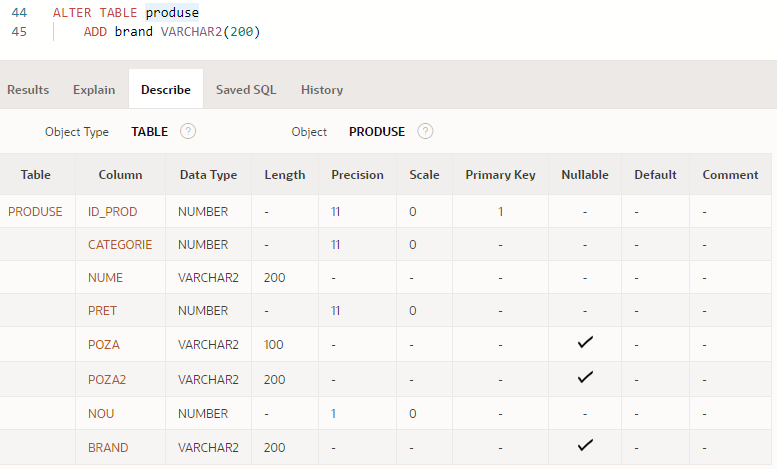 44 ALTER TABLE produse
45 ADD brand VARCHAR2(200)
Results Explain Describe Saved SQL History
Object Type TABLE ? Object PRODUSE ?
Table Column Data Type Length Precision Scale Primary Key Nullable Default Comment
PRODUSE ID_PROD NUMBER - 11 0 1 - - -
CATEGORIE NUMBER - 11 0 - - - -
NUME VARCHAR2 200 - - - - - -
PRET NUMBER - 11 0 - - - -
POZA VARCHAR2 100 - - - ✓ - -
POZA2 VARCHAR2 200 - - - ✓ - -
NOU NUMBER - 1 0 - - - -
BRAND VARCHAR2 200 - - - ✓ - -